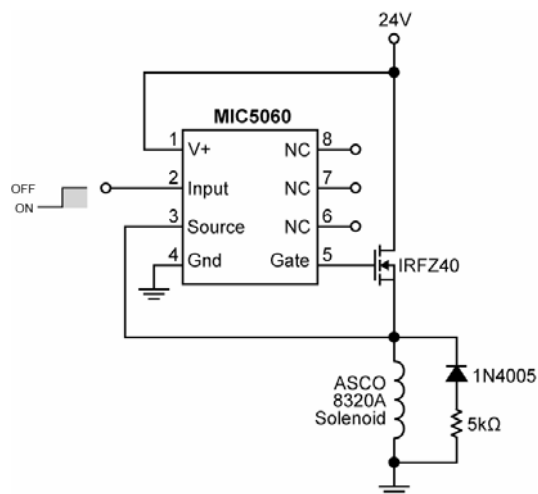 24V
MIC5060
1 V+ NC 8
OFF
ON
2 Input NC 7
3 Source NC 6
4 Gnd Gate 5
IRFZ40
ASCO
8320A
Solenoid
1N4005
5kΩ